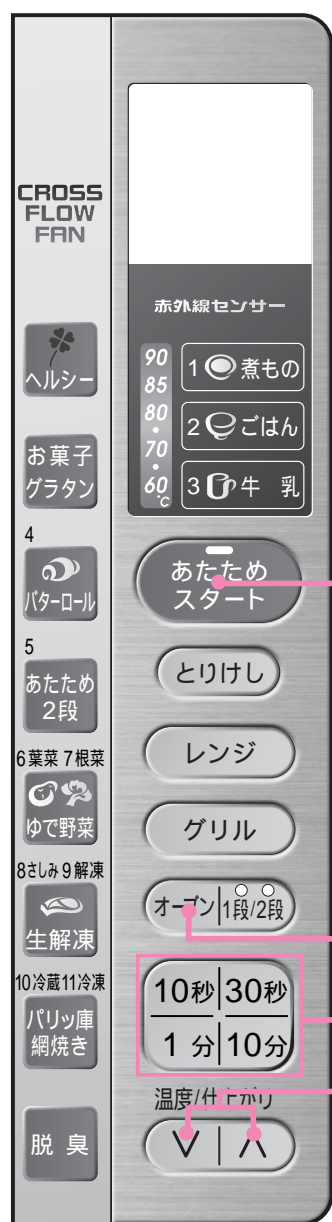 CROSS
FLOW
FAN
ヘルシー
お菓子
グラタン
4
バターロール
5
あたため
2段
6葉菜 7根菜
ゆで野菜
8さしみ9解凍
生解凍
10冷蔵11冷凍
パリッ庫
網焼き
脱臭
赤外線センサー
90
85
80
・
70
・
60
℃
1 煮もの
2 ごはん
3 牛 乳
あたため
スタート
とりけし
レンジ
グリル
オーブン 1段/2段
10秒 30秒
1 分 10分
温度/仕上がり
∨ ∧